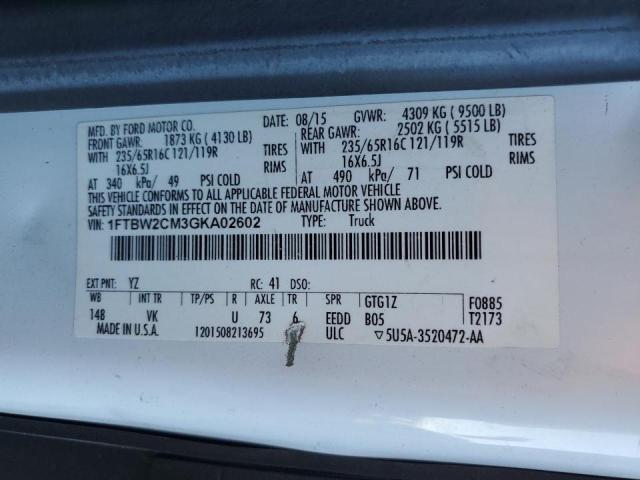 MFD. BY FORD MOTOR CO. DATE: 08/15 GVWR: 4309 KG ( 9500 LB)
FRONT GAWR: 1873 KG ( 4130 LB) REAR GAWR: 2502 KG ( 5515 LB)
WITH 235/65R16C 121/119R TIRES WITH 235/65R16C 121/119R TIRES
16X6.5J RIMS 16X6.5J RIMS
AT 340 kPa/ 49 PSI COLD AT 490 kPa/ 71 PSI COLD
THIS VEHICLE CONFORMS TO ALL APPLICABLE FEDERAL MOTOR VEHICLE
SAFETY STANDARDS IN EFFECT ON THE DATE OF MANUFACTURE SHOWN ABOVE.
VIN: 1FTBW2CM3GKA02602 TYPE: Truck
EXT PNT: YZ RC: 41 DSO:
WB INT TR TP/PS R AXLE TR SPR GTG1Z F0885
148 VK U 73 6 EEDD B05 T2173
MADE IN U.S.A. 1201508213695 ULC ▽5U5A-3520472-AA